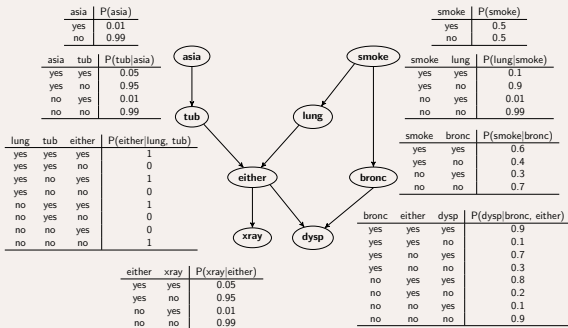 asia P(asia)
yes 0.01
no 0.99
asia tub P(tub|asia)
yes yes 0.05
yes no 0.95
no yes 0.01
no no 0.99
lung tub either P(either|lung, tub)
yes yes yes 1
yes yes no 0
yes no yes 1
yes no no 0
no yes yes 1
no yes no 0
no no yes 0
no no no 1
either xray P(xray|either)
yes yes 0.05
yes no 0.95
no yes 0.01
no no 0.99
asia
smoke
tub
lung
either
bronc
xray
dysp
smoke P(smoke)
yes 0.5
no 0.5
smoke lung P(lung|smoke)
yes yes 0.1
yes no 0.9
no yes 0.01
no no 0.99
smoke bronc P(smoke|bronc)
yes yes 0.6
yes no 0.4
no yes 0.3
no no 0.7
bronc either dysp P(dysp|bronc, either)
yes yes yes 0.9
yes yes no 0.1
yes no yes 0.7
yes no no 0.3
no yes yes 0.8
no yes no 0.2
no no yes 0.1
no no no 0.9